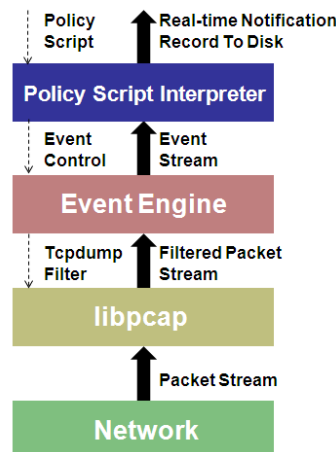 Policy
Script
Real-time Notification
Record To Disk
Policy Script Interpreter
Event
Control
Event
Stream
Event Engine
Tcpdump
Filter
Filtered Packet
Stream
libpcap
Packet Stream
Network